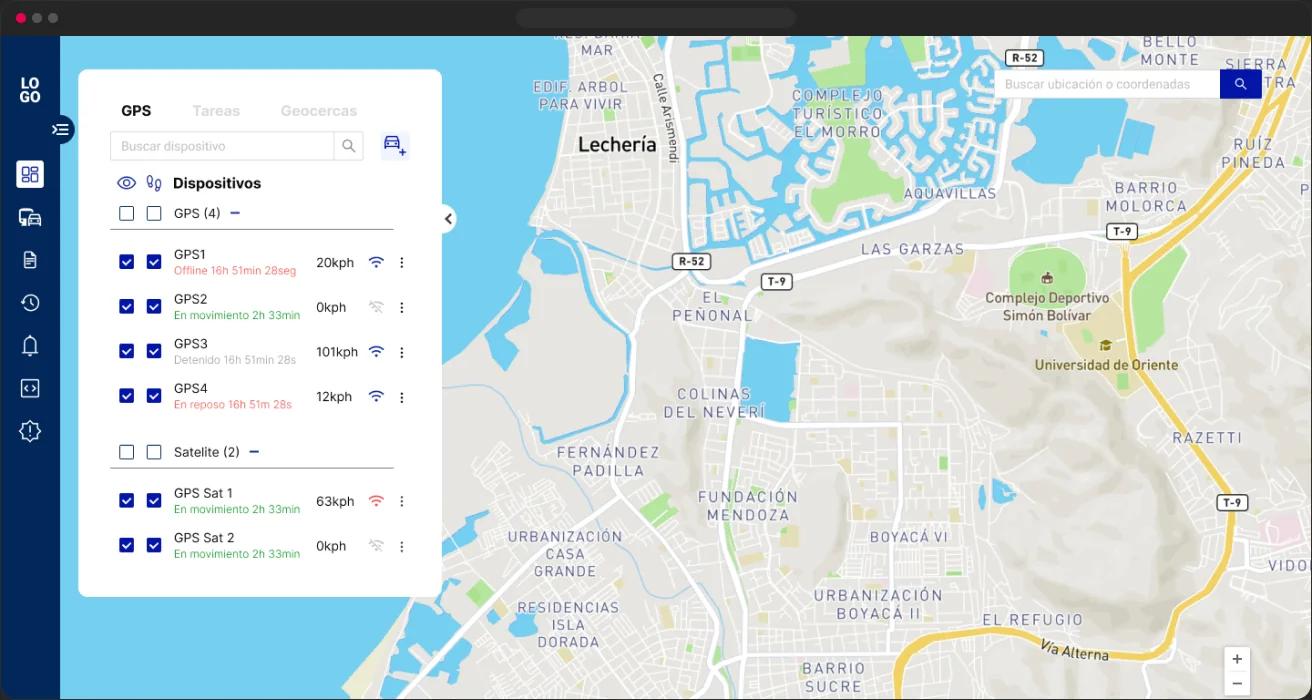 LO
GO
GPS
Tareas
Geocercas
Buscar dispositivo
Dispositivos
GPS (4)
GPS1
Offline 16h 51min 28seg
20kph
GPS2
En movimiento 2h 33min
0kph
GPS3
Detenido 16h 51min 28s
101kph
GPS4
En reposo 16h 51m 28s
12kph
Satelite (2)
GPS Sat 1
En movimiento 2h 33min
63kph
GPS Sat 2
En movimiento 2h 33min
0kph
Buscar ubicación o coordenadas
MAR
EDIF. ARBOL
PARA VIVIR
Calle Arismendi
Lechería
COMPLEJO
TURÍSTICO
EL MORRO
R-52
BELLO
MONTE
SIERRA
RUÍZ
PINEDA
AQUAVILLAS
BARRIO
MOLORCA
T-9
LAS GARZAS
R-52
T-9
EL
PEÑONAL
Complejo Deportivo
Simón Bolívar
Universidad de Oriente
COLINAS
DEL NEVERÍ
RAZETTI
FERNÁNDEZ
PADILLA
FUNDACIÓN
MENDOZA
T-9
URBANIZACIÓN
CASA
GRANDE
BOYACÁ VI
VIDO
RESIDENCIAS
ISLA
DORADA
URBANIZACIÓN
BOYACÁ II
EL REFUGIO
Vía Alterna
BARRIO
SUCRE